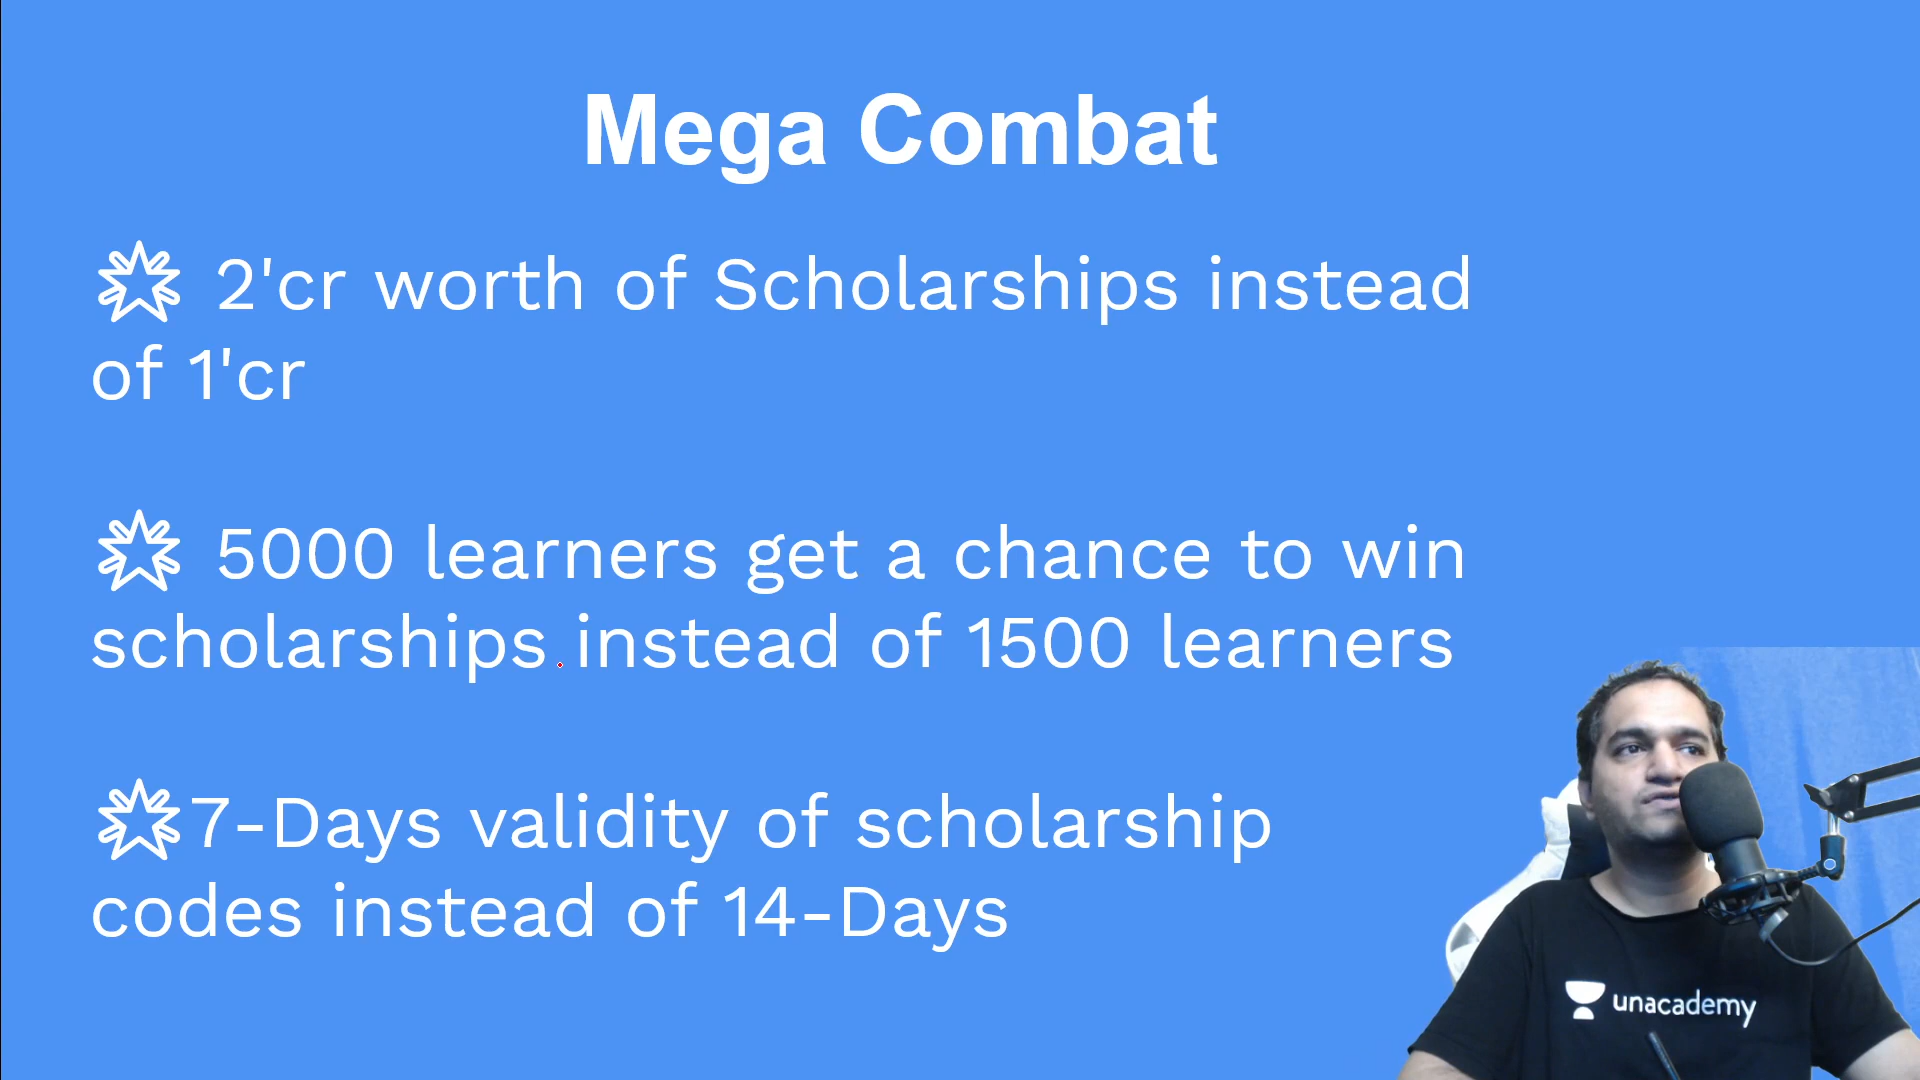 Mega Combat
2'cr worth of Scholarships instead
of 1'cr
5000 learners get a chance to win
scholarships instead of 1500 learners
7-Days validity of scholarship
codes instead of 14-Days
unacademy